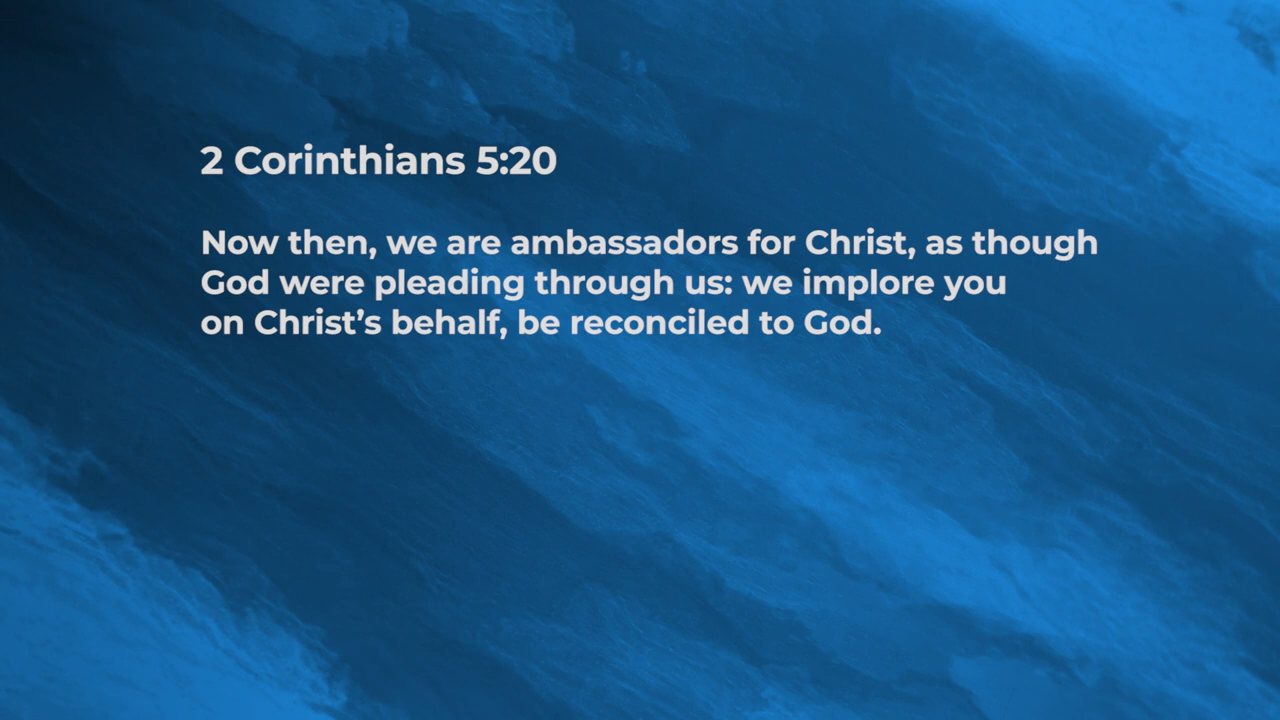 2 Corinthians 5:20
Now then, we are ambassadors for Christ, as though
God were pleading through us: we implore you
on Christ’s behalf, be reconciled to God.